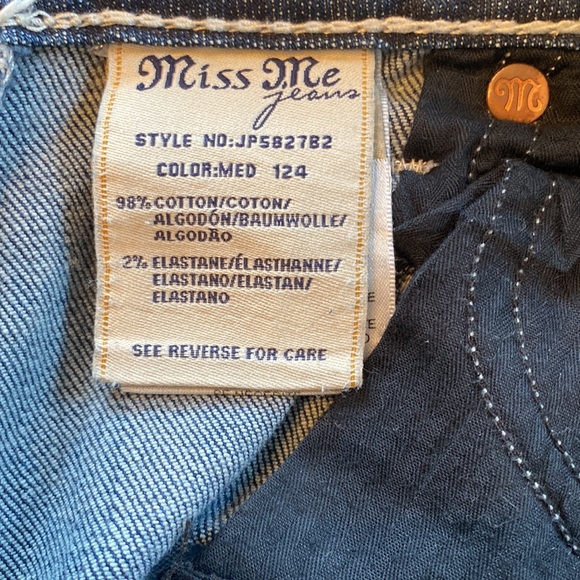 Miss Me
jeans
STYLE NO:JP5827B2
COLOR:MED 124
98% COTTON/COTON/
ALGODÓN/BAUMWOLLE/
ALGODÃO
2% ELASTANE/ÉLASTHANNE/
ELASTANO/ELASTAN/
ELASTANO
SEE REVERSE FOR CARE
M